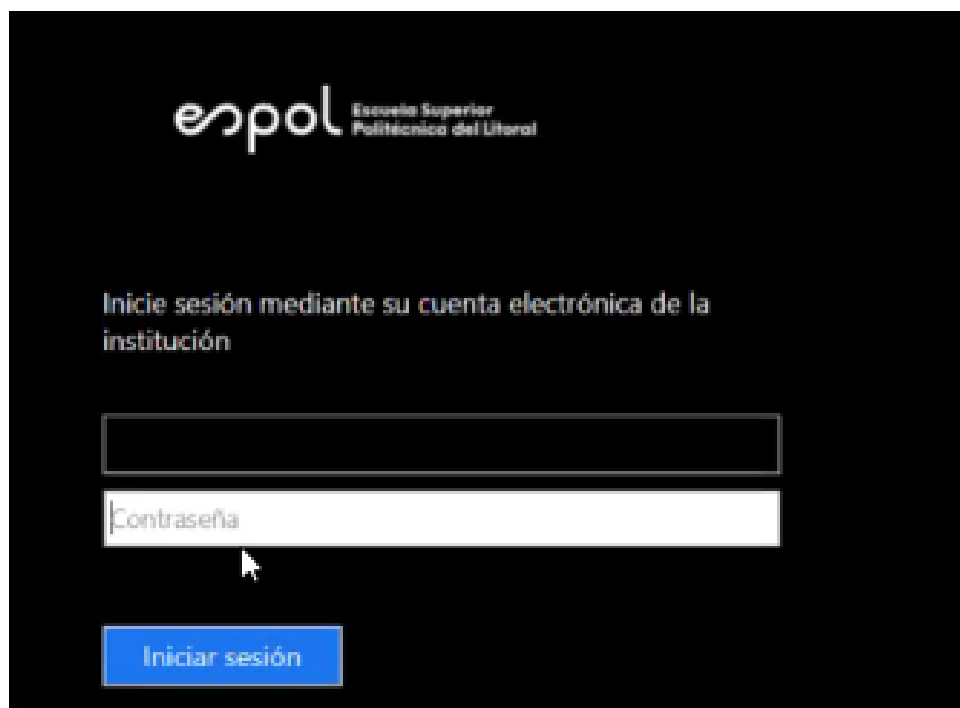 espol
Escuela Superior
Politécnica del Litoral
Inicie sesión mediante su cuenta electrónica de la
institución
Contraseña
Iniciar sesión